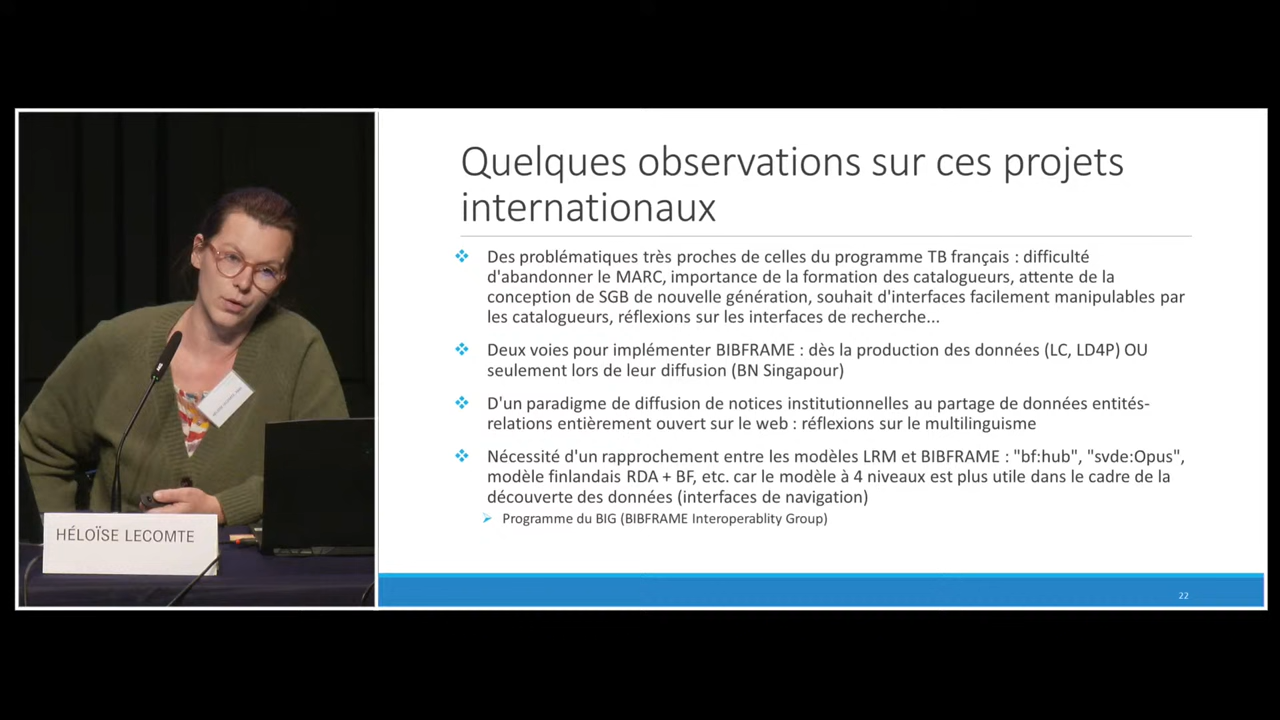 Quelques observations sur ces projets
internationaux
Des problématiques très proches de celles du programme TB français : difficulté
d'abandonner le MARC, importance de la formation des catalogueurs, attente de la
conception de SGB de nouvelle génération, souhait d'interfaces facilement manipulables par
les catalogueurs, réflexions sur les interfaces de recherche...
Deux voies pour implémenter BIBFRAME : dès la production des données (LC, LD4P) OU
seulement lors de leur diffusion (BN Singapour)
D'un paradigme de diffusion de notices institutionnelles au partage de données entités-
relations entièrement ouvert sur le web : réflexions sur le multilinguisme
Nécessité d'un rapprochement entre les modèles LRM et BIBFRAME : "bf:hub", "svde:Opus",
modèle finlandais RDA + BF, etc. car le modèle à 4 niveaux est plus utile dans le cadre de la
découverte des données (interfaces de navigation)
Programme du BIG (BIBFRAME Interoperablity Group)
22
HÉLOÏSE LECOMTE